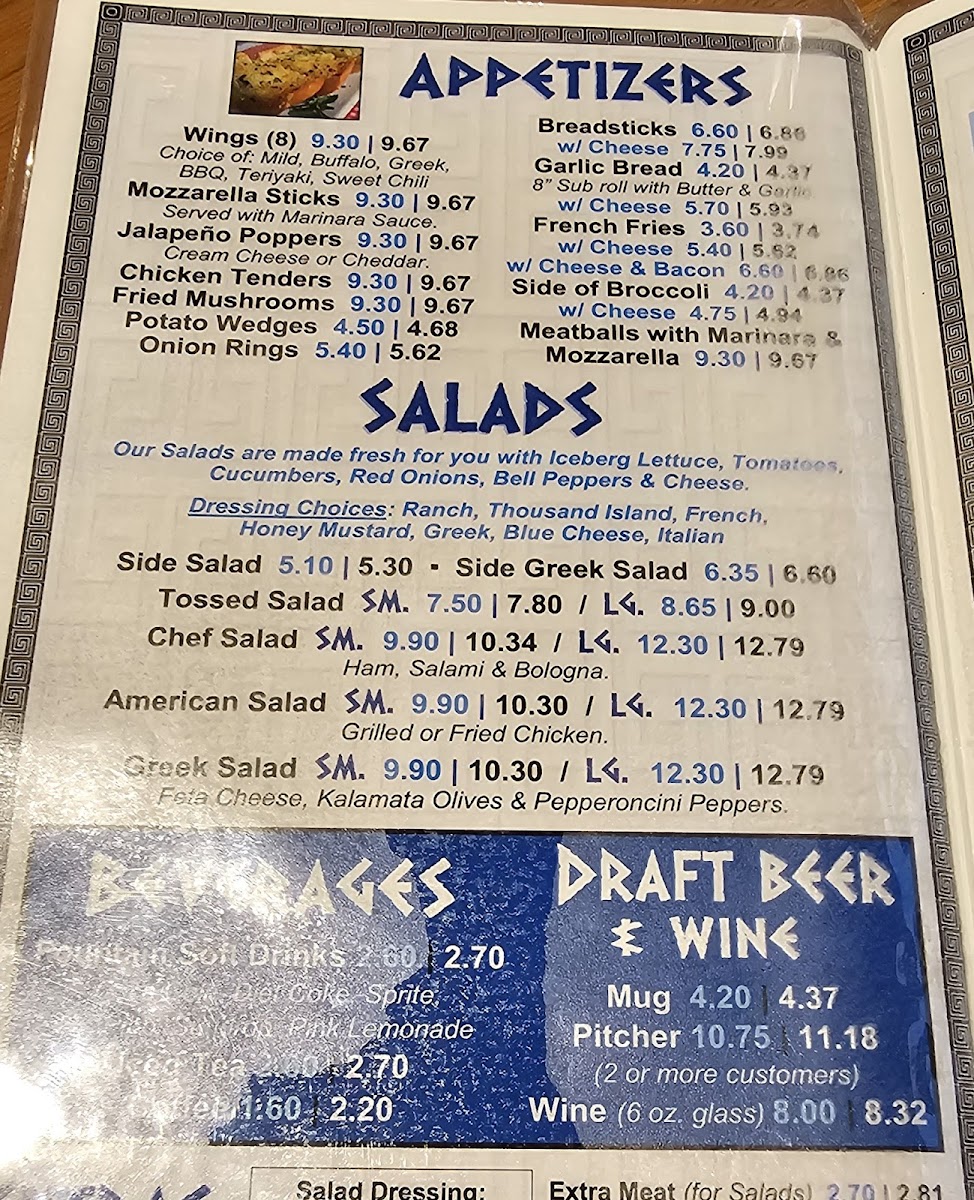 APPETIZERS
Wings (8) 9.30 | 9.67
Choice of: Mild, Buffalo, Greek,
BBQ, Teriyaki, Sweet Chili
Mozzarella Sticks 9.30 | 9.67
Served with Marinara Sauce.
Jalapeño Poppers 9.30 | 9.67
Cream Cheese or Cheddar.
Chicken Tenders 9.30 | 9.67
Fried Mushrooms 9.30 | 9.67
Potato Wedges 4.50 | 4.68
Onion Rings 5.40 | 5.62
Breadsticks 6.60 | 6.86
w/ Cheese 7.75 | 7.99
Garlic Bread 4.20 | 4.37
8" Sub roll with Butter & Garlic
w/ Cheese 5.70 | 5.93
French Fries 3.60 | 3.74
w/ Cheese 5.40 | 5.62
w/ Cheese & Bacon 6.60 | 6.86
Side of Broccoli 4.20 | 4.37
w/ Cheese 4.75 | 4.94
Meatballs with Marinara &
Mozzarella 9.30 | 9.67
SALADS
Our Salads are made fresh for you with Iceberg Lettuce, Tomatoes,
Cucumbers, Red Onions, Bell Peppers & Cheese.
Dressing Choices: Ranch, Thousand Island, French,
Honey Mustard, Greek, Blue Cheese, Italian
Side Salad 5.10 | 5.30 ▪ Side Greek Salad 6.35 | 6.60
Tossed Salad SM. 7.50 | 7.80 / LG. 8.65 | 9.00
Chef Salad SM. 9.90 | 10.34 / LG. 12.30 | 12.79
Ham, Salami & Bologna.
American Salad SM. 9.90 | 10.30 / LG. 12.30 | 12.79
Grilled or Fried Chicken.
Greek Salad SM. 9.90 | 10.30 / LG. 12.30 | 12.79
Feta Cheese, Kalamata Olives & Pepperoncini Peppers.
BEVERAGES
Fountain Soft Drinks 2.60 | 2.70
Diet Coke, Sprite,
Pink Lemonade
Iced Tea | 2.70
Coffee | 2.20
DRAFT BEER
& WINE
Mug 4.20 | 4.37
Pitcher 10.75 | 11.18
(2 or more customers)
Wine (6 oz. glass) 8.00 | 8.32
Salad Dressing:
Extra Meat (for Salads) 2.70 | 2.81